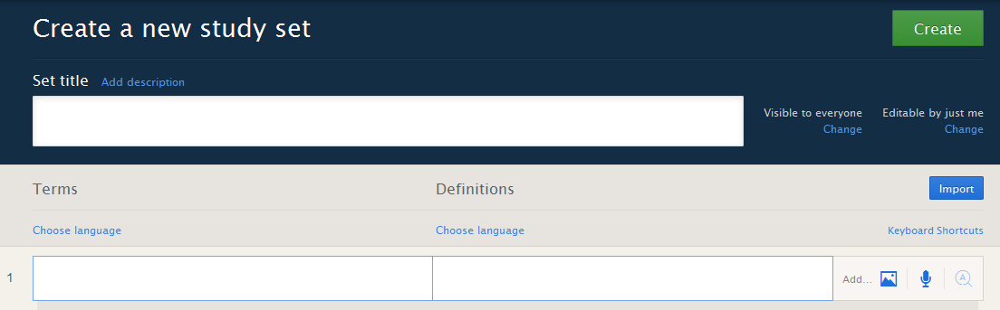 Create a new study set
Create
Set title Add description
Visible to everyone Editable by just me
Change Change
Terms Definitions Import
Choose language Choose language Keyboard Shortcuts
1 Add... A